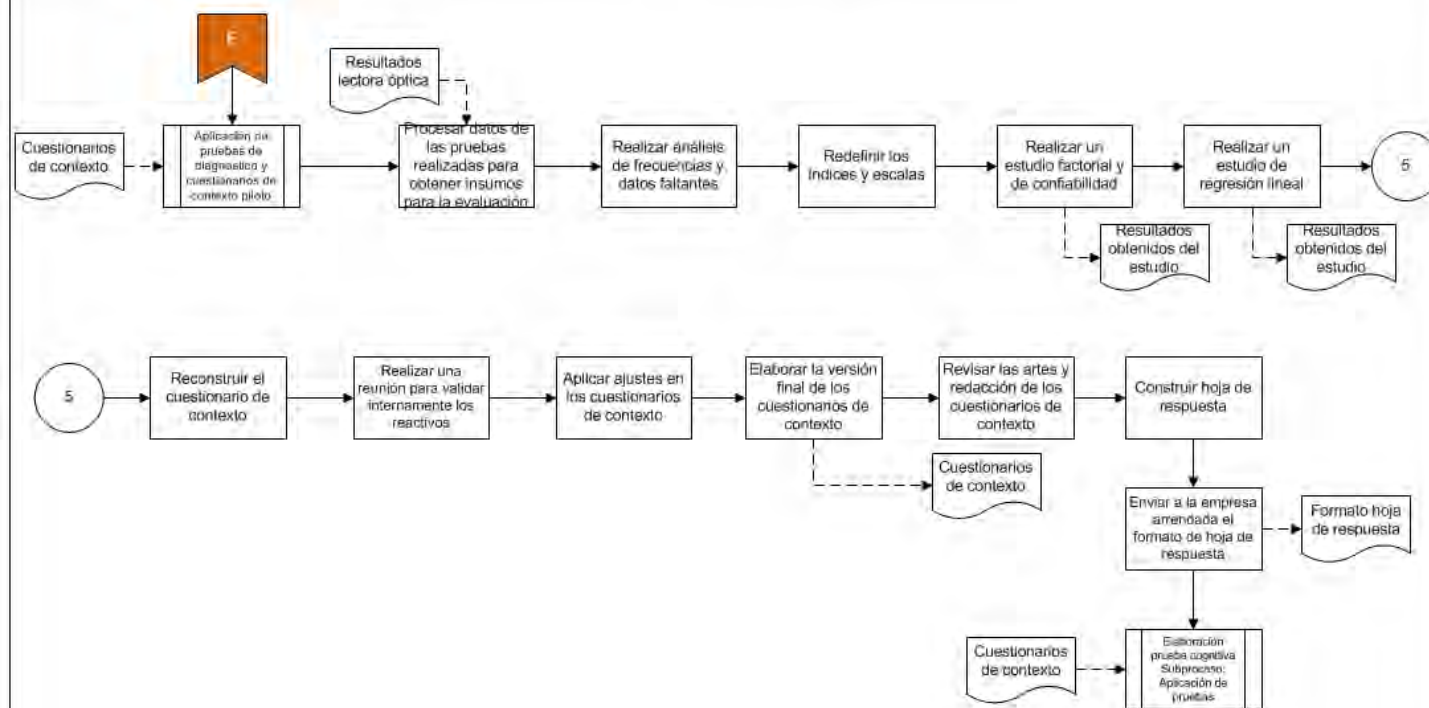 E
Resultados
lectora óptica
Cuestionarios
de contexto
Aplicación de
pruebas de
diagnostico y
cuestionarios de
contexto piloto
Procesar datos de
las pruebas
realizadas para
obtener insumos
para la evaluación
Realizar análisis
de frecuencias y
datos faltantes
Redefinir los
índices y escalas
Realizar un
estudio factorial y
de confiabilidad
Realizar un
estudio de
regresión lineal
5
Resultados
obtenidos del
estudio
Resultados
obtenidos del
estudio
5
Reconstruir el
cuestionario de
contexto
Realizar una
reunión para validar
internamente los
reactivos
Aplicar ajustes en
los cuestionarios
de contexto
Elaborar la versión
final de los
cuestionarios de
contexto
Revisar las artes y
redacción de los
cuestionarios de
contexto
Construir hoja de
respuesta
Cuestionarios
de contexto
Enviar a la empresa
arrendada el
formato de hoja de
respuesta
Formato hoja
de respuesta
Cuestionarios
de contexto
Elaboración
prueba cognitiva
Subproceso:
Aplicación de
pruebas